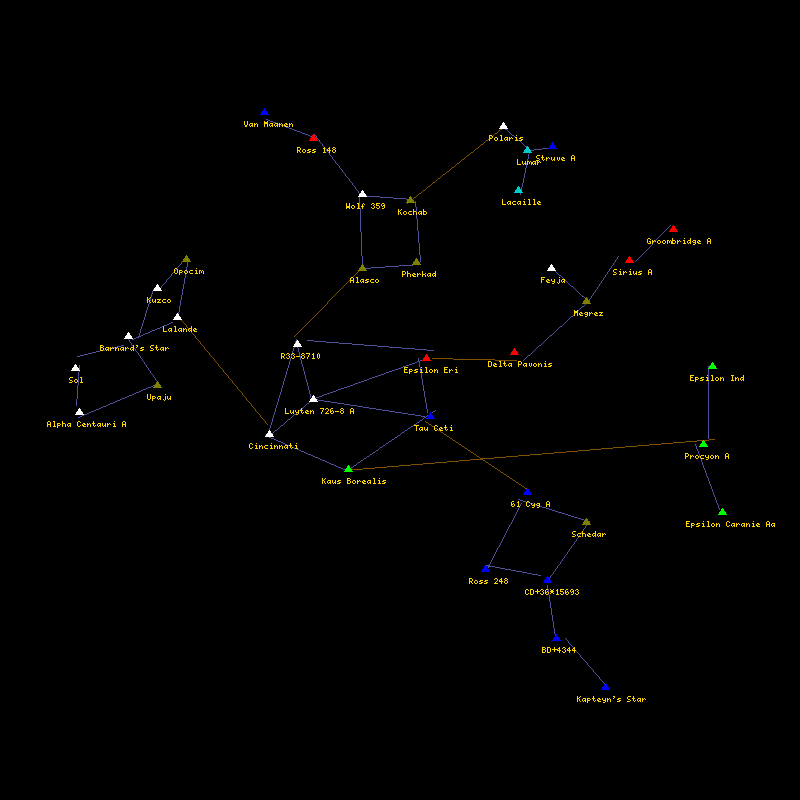 Van Maanen
Ross 148
Polaris
Lumar
Struve A
Lacaille
Wolf 359
Kochab
Groombridge A
Opocim
Sirius A
Pherkad
Alasco
Feyja
Kuzco
Megrez
Lalande
Barnard's Star
R33-8710
Epsilon Eri
Delta Pavonis
Sol
Epsilon Ind
Upaju
Luyten 726-8 A
Alpha Centauri A
Tau Ceti
Cincinnati
Procyon A
Kaus Borealis
61 Cyg A
Epsilon Caranie Aa
Schedar
Ross 248
CD+36*15693
BD+4344
Kapteyn's Star